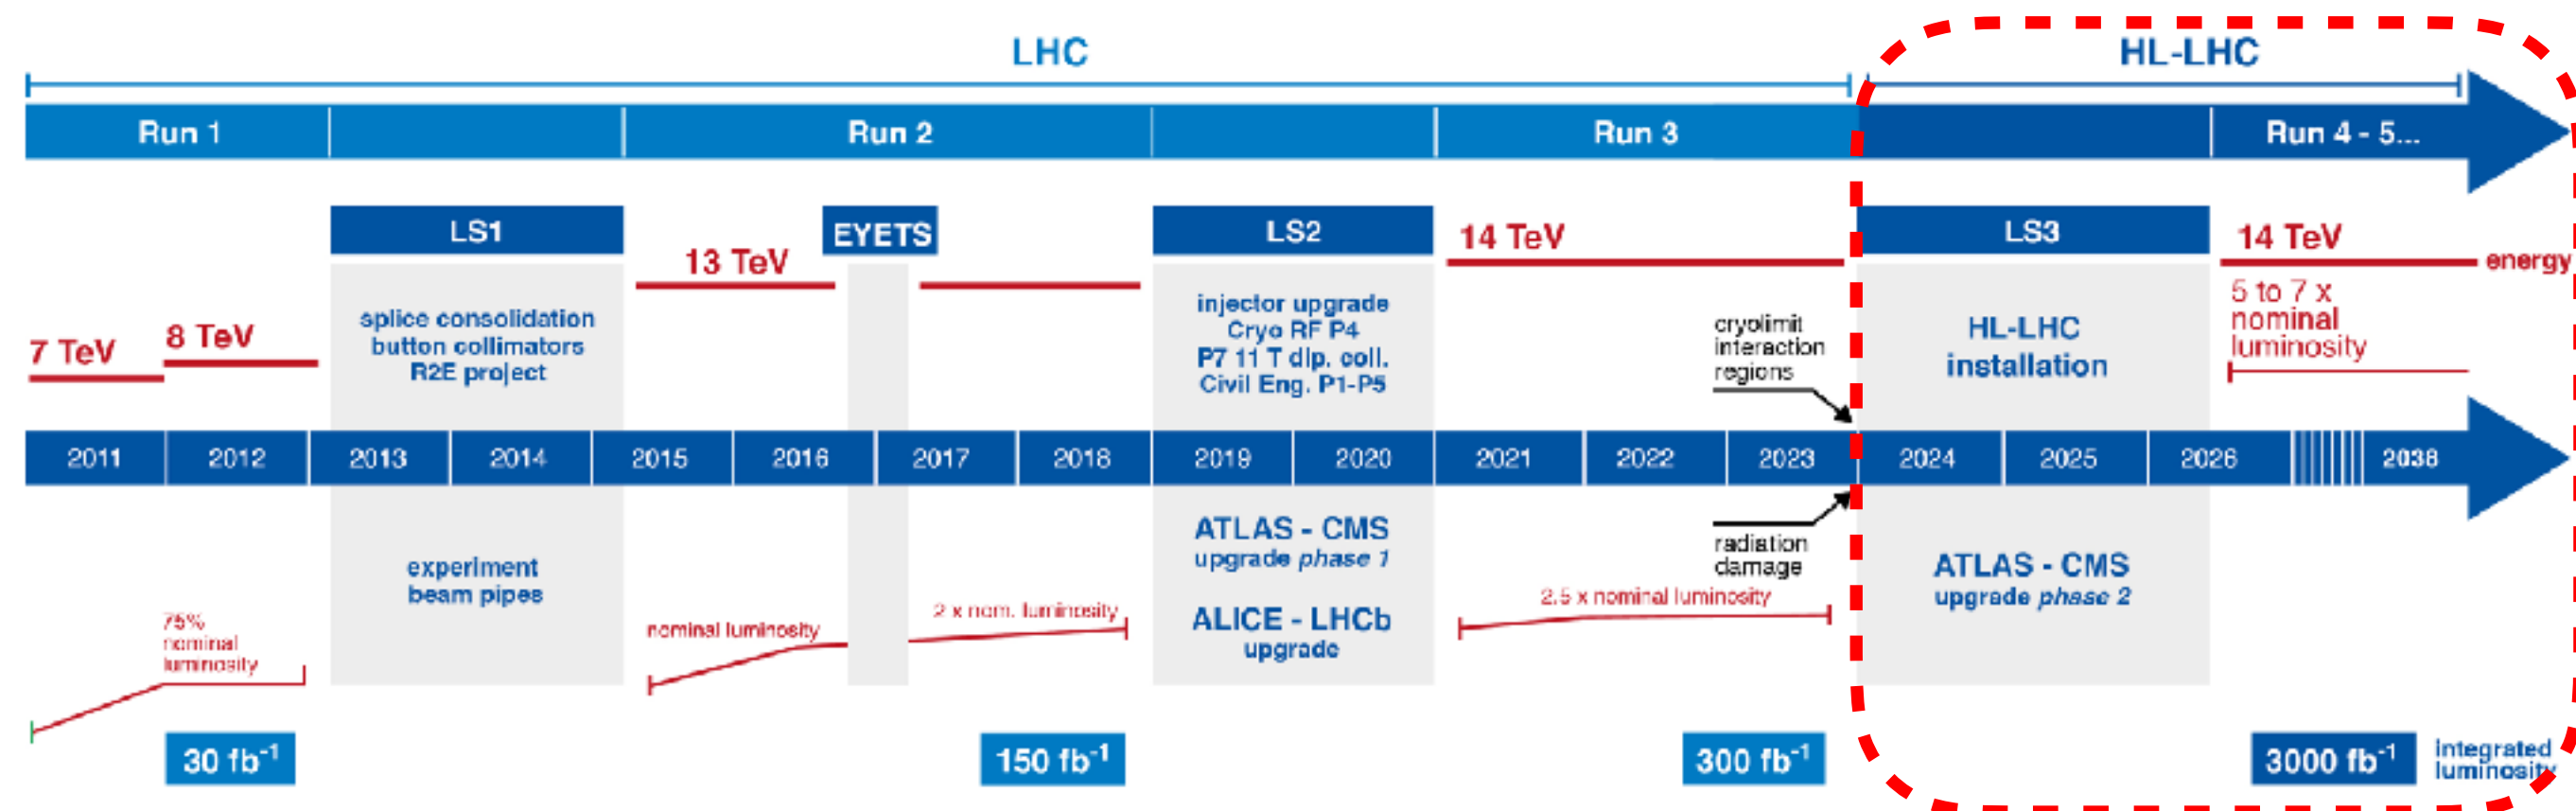 LHC
HL-LHC
Run 1
Run 2
Run 3
Run 4 - 5...
LS1
EYETS
LS2
LS3
7 TeV
8 TeV
13 TeV
14 TeV
14 TeV
energy
splice consolidation
button collimators
R2E project
injector upgrade
Cryo RF P4
P7 11 T dip. coll.
Civil Eng. P1-P5
cryolimit
interaction
regions
HL-LHC
installation
5 to 7 x
nominal
luminosity
2011
2012
2013
2014
2015
2016
2017
2018
2019
2020
2021
2022
2023
2024
2025
2026
2038
75%
nominal
luminosity
experiment
beam pipes
nominal luminosity
2 x nom. luminosity
ATLAS - CMS
upgrade phase 1
ALICE - LHCb
upgrade
radiation
damage
2.5 x nominal luminosity
ATLAS - CMS
upgrade phase 2
30 fb⁻¹
150 fb⁻¹
300 fb⁻¹
3000 fb⁻¹
integrated
luminosity